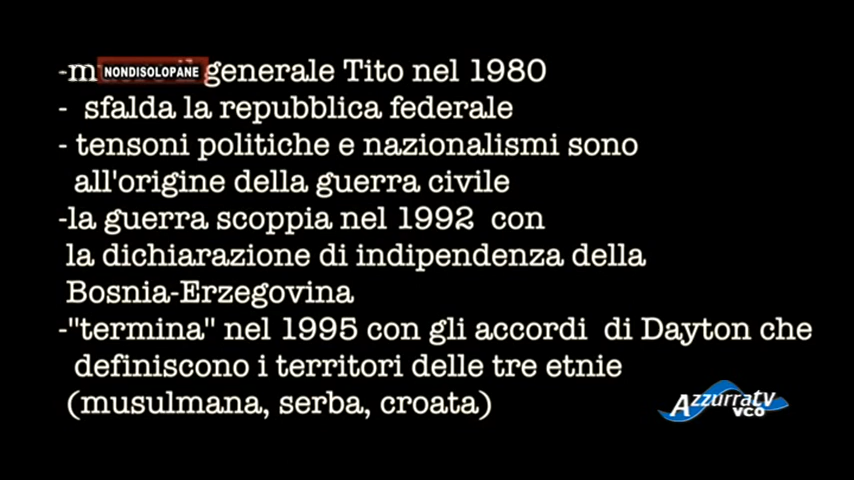 NONDISOLOPANE generale Tito nel 1980
- sfalda la repubblica federale
- tensoni politiche e nazionalismi sono
all'origine della guerra civile
-la guerra scoppia nel 1992 con
la dichiarazione di indipendenza della
Bosnia-Erzegovina
-"termina" nel 1995 con gli accordi di Dayton che
definiscono i territori delle tre etnie
(musulmana, serba, croata)
Azzurratv
VCO